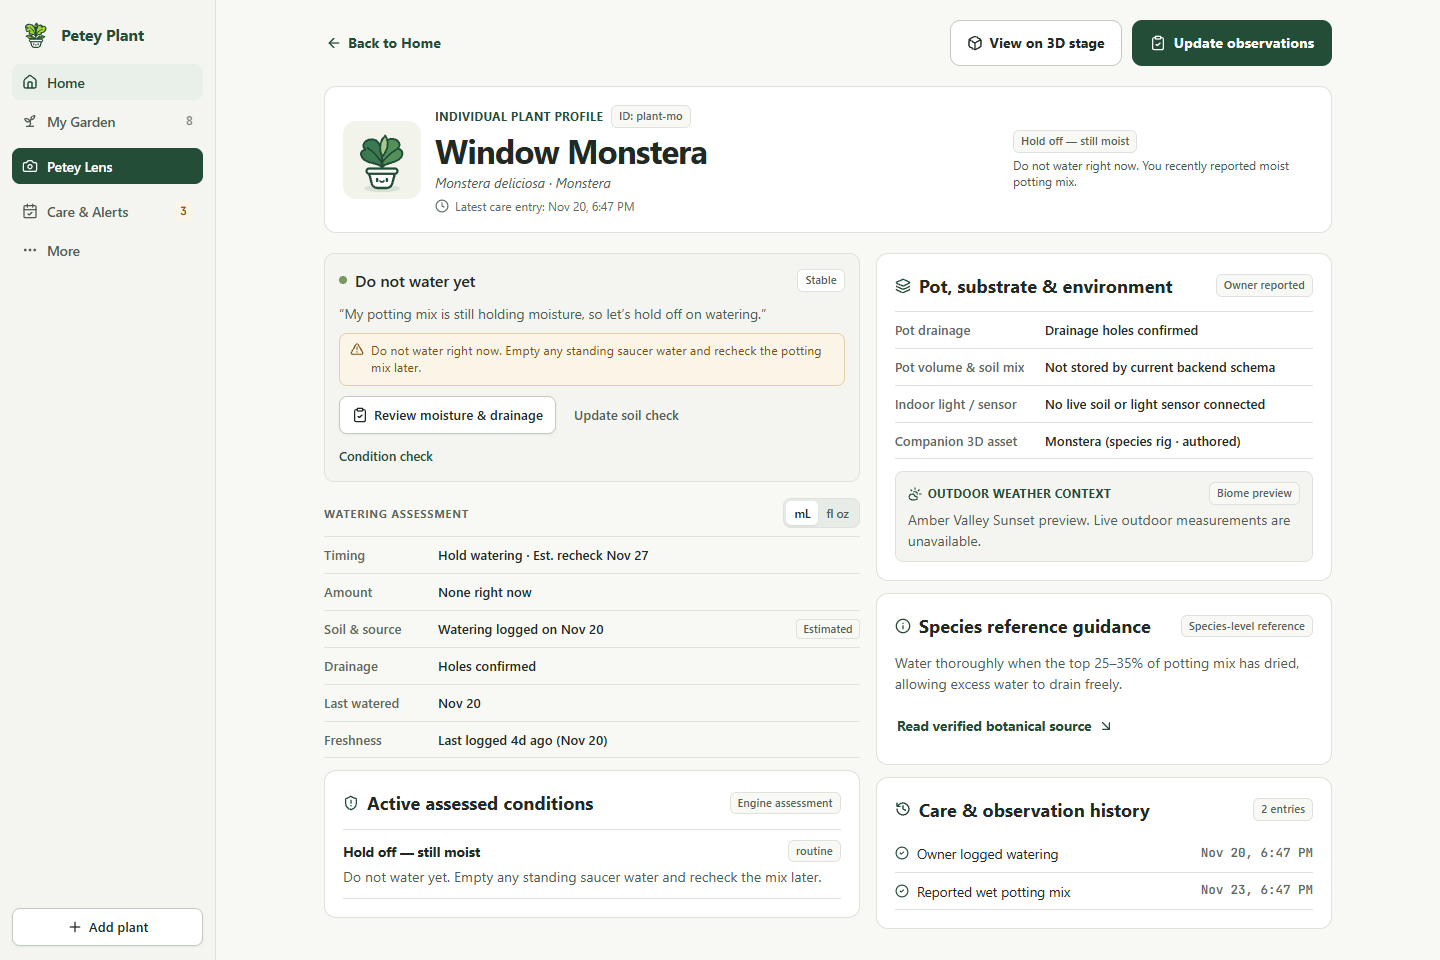 Petey Plant
Home
My Garden 8
Petey Lens
Care & Alerts 3
More
Add plant
Back to Home
View on 3D stage
Update observations
INDIVIDUAL PLANT PROFILE ID: plant-mo
Window Monstera
Monstera deliciosa · Monstera
Latest care entry: Nov 20, 6:47 PM
Hold off — still moist
Do not water right now. You recently reported moist
potting mix.
Do not water yet Stable
“My potting mix is still holding moisture, so let’s hold off on watering.”
Do not water right now. Empty any standing saucer water and recheck the potting
mix later.
Review moisture & drainage Update soil check
Condition check
WATERING ASSESSMENT mL fl oz
Timing Hold watering · Est. recheck Nov 27
Amount None right now
Soil & source Watering logged on Nov 20 Estimated
Drainage Holes confirmed
Last watered Nov 20
Freshness Last logged 4d ago (Nov 20)
Active assessed conditions Engine assessment
Hold off — still moist routine
Do not water yet. Empty any standing saucer water and recheck the mix later.
Pot, substrate & environment Owner reported
Pot drainage Drainage holes confirmed
Pot volume & soil mix Not stored by current backend schema
Indoor light / sensor No live soil or light sensor connected
Companion 3D asset Monstera (species rig · authored)
OUTDOOR WEATHER CONTEXT Biome preview
Amber Valley Sunset preview. Live outdoor measurements are
unavailable.
Species reference guidance Species-level reference
Water thoroughly when the top 25–35% of potting mix has dried,
allowing excess water to drain freely.
Read verified botanical source
Care & observation history 2 entries
Owner logged watering Nov 20, 6:47 PM
Reported wet potting mix Nov 23, 6:47 PM